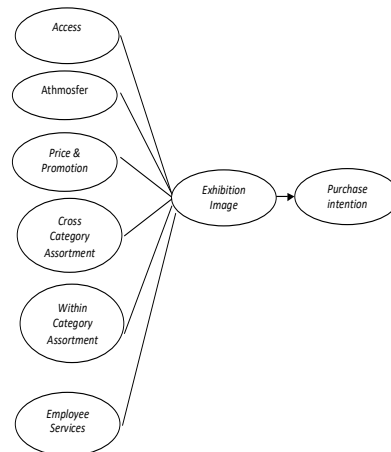 Access
Athmosfer
Price &
Promotion
Cross
Category
Assortment
Within
Category
Assortment
Employee
Services
Exhibition
Image
Purchase
intention